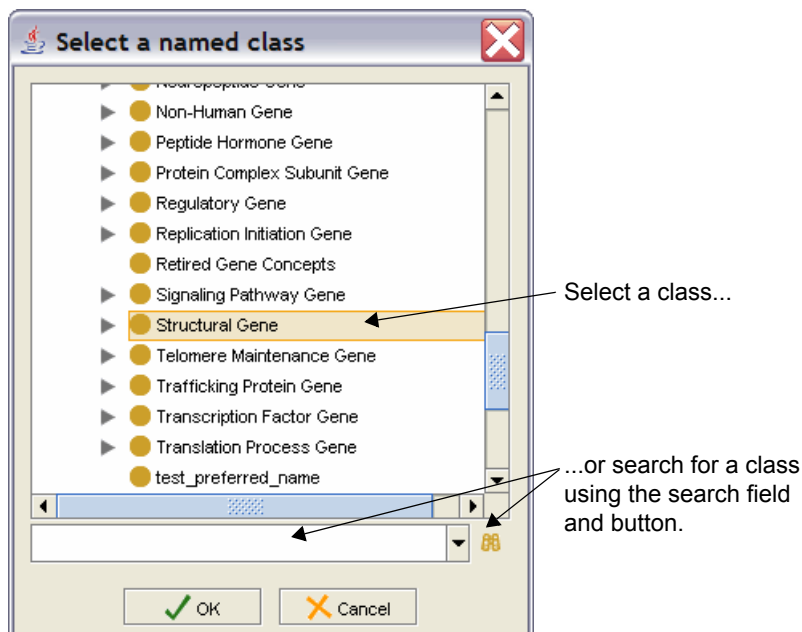 Select a named class
Non-Human Gene
Peptide Hormone Gene
Protein Complex Subunit Gene
Regulatory Gene
Replication Initiation Gene
Retired Gene Concepts
Signaling Pathway Gene
Select a class...
Structural Gene
Telomere Maintenance Gene
Trafficking Protein Gene
Transcription Factor Gene
Translation Process Gene
test_preferred_name
...or search for a class
using the search field
and button.
OK
Cancel